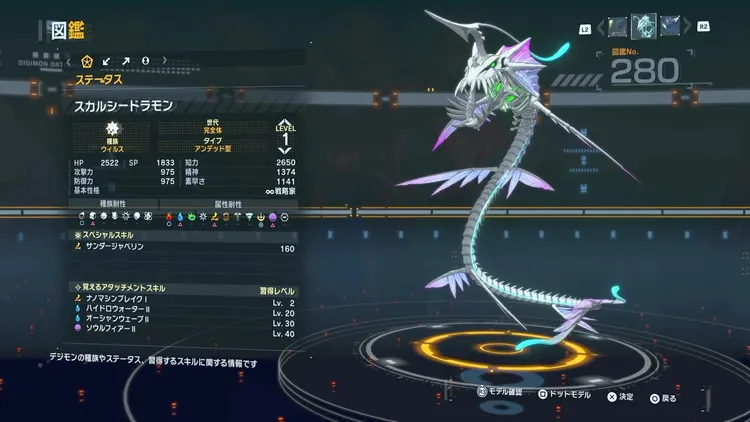 図鑑
DIGIMON DAT
ステータス
スカルシードラモン
種族
ウィルス
世代
完全体
タイプ
アンデッド型
LEVEL
1
HP 2522 SP 1833 知力 2650
攻撃力 975 精神 1374
防御力 975 素早さ 1141
基本性格 戦略家
種族耐性 属性耐性
スペシャルスキル
サンダージャベリン 160
覚えるアタッチメントスキル 習得レベル
ナノマシンブレイクⅠ Lv. 2
ハイドロウォーターⅡ Lv. 20
オーシャンウェーブⅡ Lv. 30
ソウルフィアーⅡ Lv. 40
デジモンの種族やステータス、習得するスキルに関する情報です
L2 R2
図鑑No.
280
R3 モデル確認 ドットモデル 決定 戻る